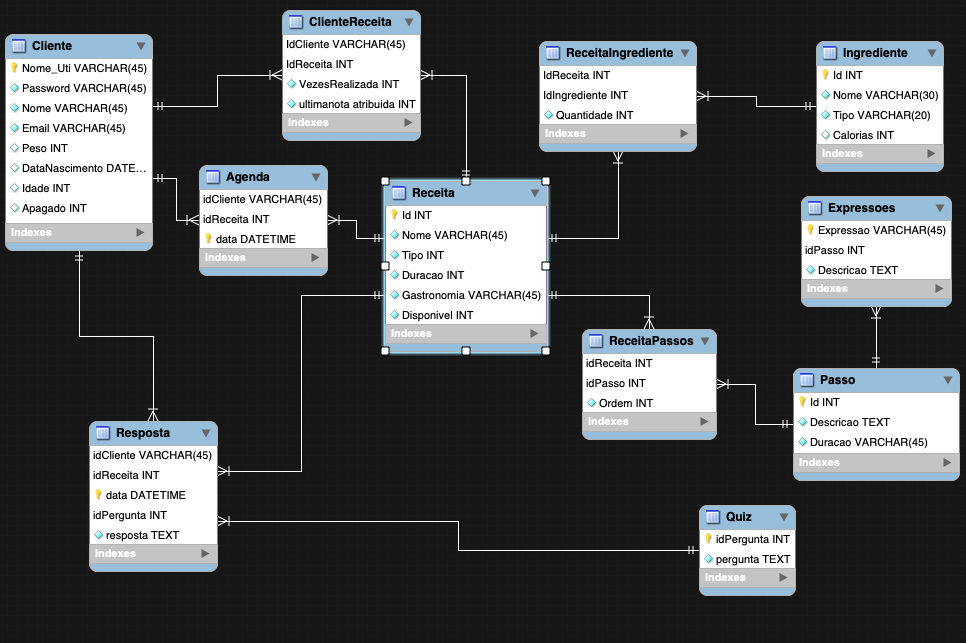 Cliente
Nome_Uti VARCHAR(45)
Password VARCHAR(45)
Nome VARCHAR(45)
Email VARCHAR(45)
Peso INT
DataNascimento DATE...
Idade INT
Apagado INT
Indexes
ClienteReceita
IdCliente VARCHAR(45)
IdReceita INT
VezesRealizada INT
ultimanota atribuida INT
Indexes
ReceitaIngrediente
IdReceita INT
IdIngrediente INT
Quantidade INT
Indexes
Ingrediente
Id INT
Nome VARCHAR(30)
Tipo VARCHAR(20)
Calorias INT
Indexes
Agenda
idCliente VARCHAR(45)
idReceita INT
data DATETIME
Indexes
Receita
Id INT
Nome VARCHAR(45)
Tipo INT
Duracao INT
Gastronomia VARCHAR(45)
Disponivel INT
Indexes
Expressoes
Expressao VARCHAR(45)
idPasso INT
Descricao TEXT
Indexes
ReceitaPassos
idReceita INT
idPasso INT
Ordem INT
Indexes
Passo
Id INT
Descricao TEXT
Duracao VARCHAR(45)
Indexes
Resposta
idCliente VARCHAR(45)
idReceita INT
data DATETIME
idPergunta INT
resposta TEXT
Indexes
Quiz
idPergunta INT
pergunta TEXT
Indexes